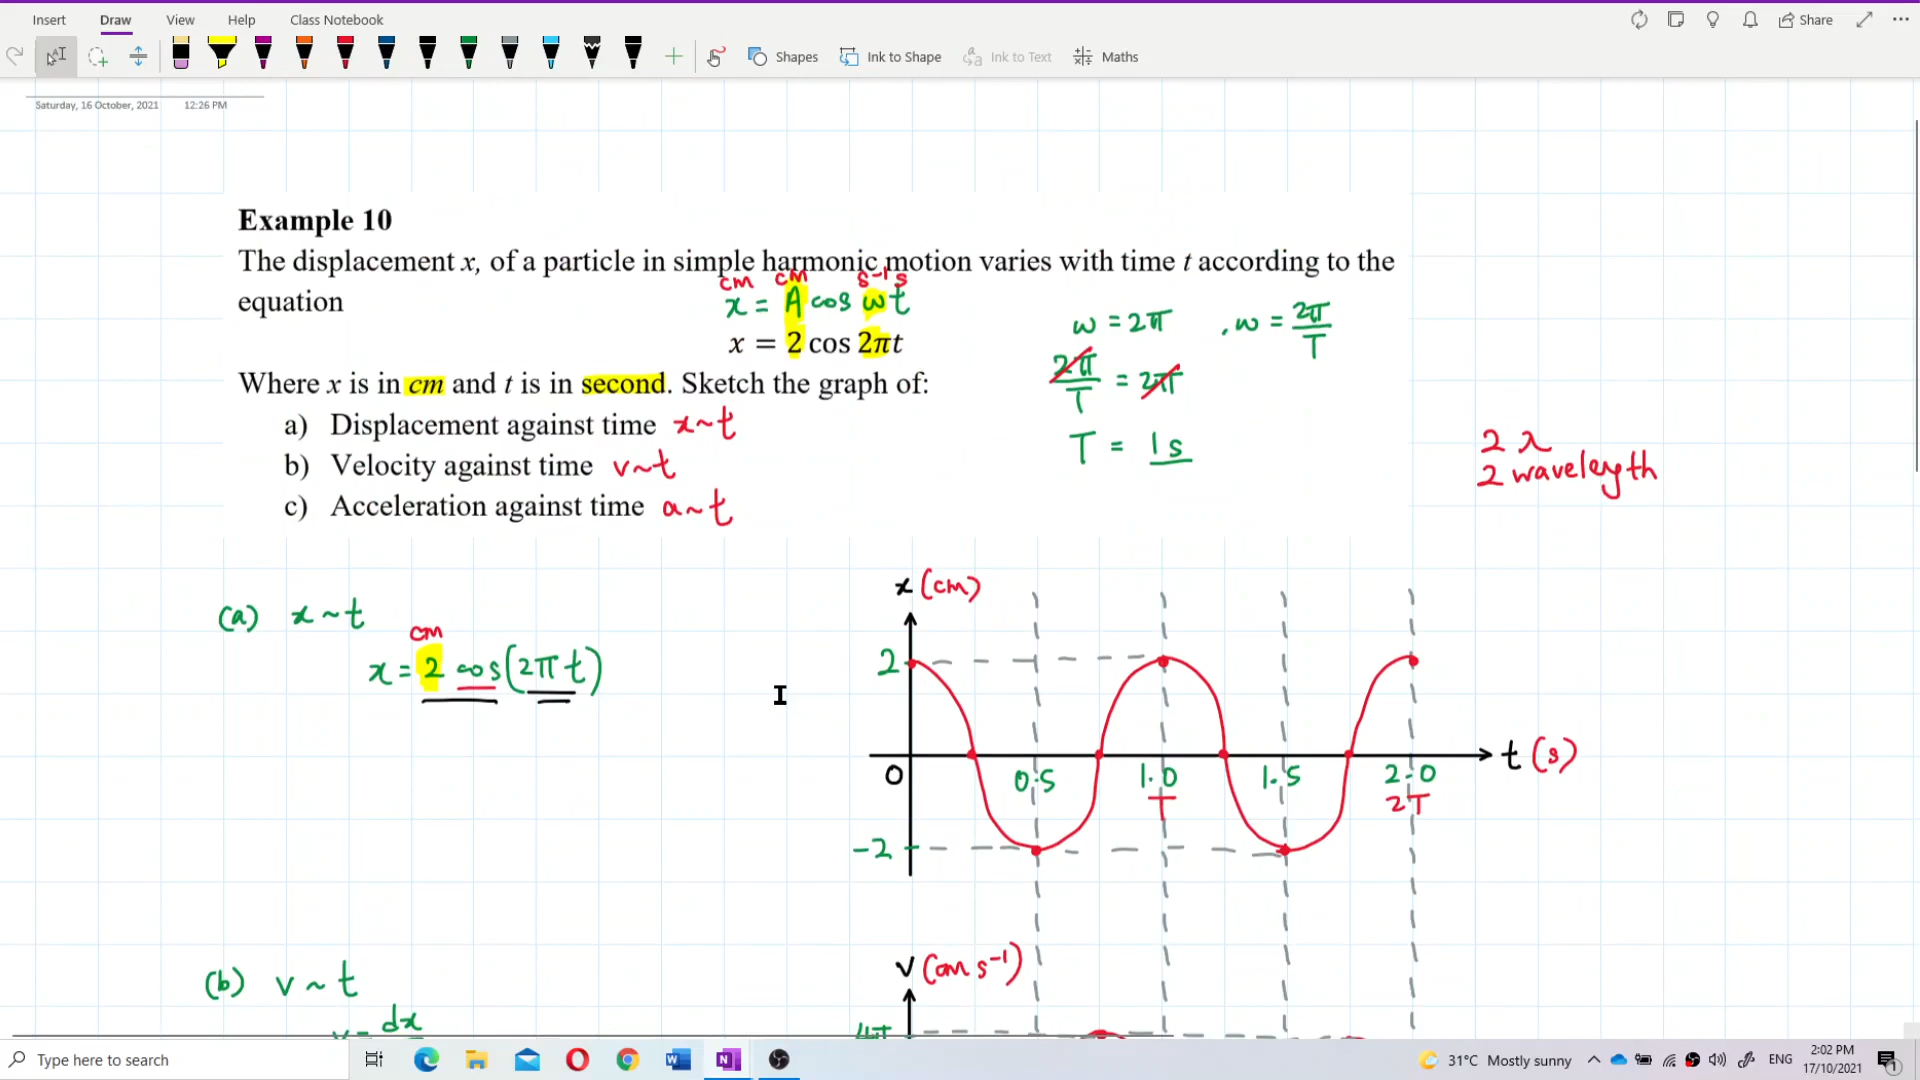 Insert Draw View Help Class Notebook Share
Shapes Ink to Shape Ink to Text Maths
Saturday, 16 October, 2021 12:26 PM
Example 10
The displacement x, of a particle in simple harmonic motion varies with time t according to the
equation
cm cm s⁻¹ s
x = A cos ωt
x = 2 cos 2πt
ω = 2π , ω = 2π/T
2π/T = 2π
T = 1s
Where x is in cm and t is in second. Sketch the graph of:
a) Displacement against time x~t
b) Velocity against time v~t
c) Acceleration against time a~t
2 λ
2 wavelength
(a) x ~ t
cm
x = 2 cos(2πt)
x (cm)
2
0 0.5 1.0 1.5 2.0 t (s)
T 2T
-2
(b) v ~ t
v = dx
v (cm s⁻¹)
4π
Type here to search
31°C Mostly sunny ENG 2:02 PM
17/10/2021